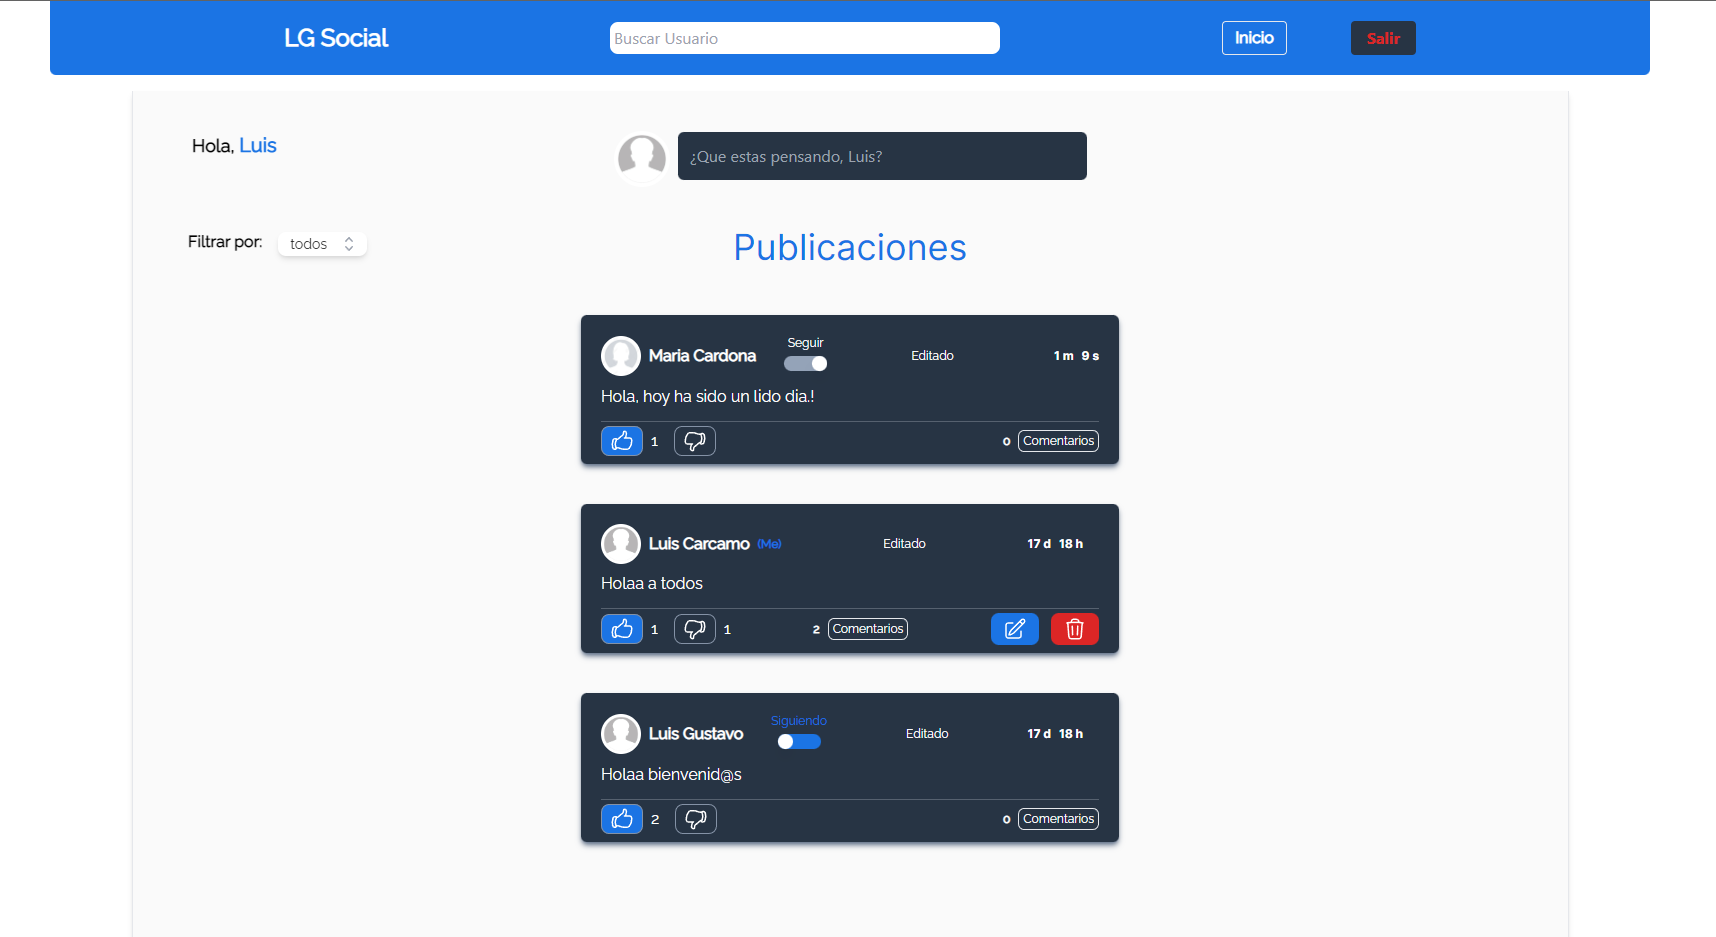 LG Social
Buscar Usuario
Inicio
Salir
Hola, Luis
¿Que estas pensando, Luis?
Filtrar por: todos
Publicaciones
Maria Cardona
Seguir
Editado
1 m 9 s
Hola, hoy ha sido un lido dia.!
1
0 Comentarios
Luis Carcamo (Me)
Editado
17 d 18 h
Holaa a todos
1
1
2 Comentarios
Luis Gustavo
Siguiendo
Editado
17 d 18 h
Holaa bienvenid@s
2
0 Comentarios